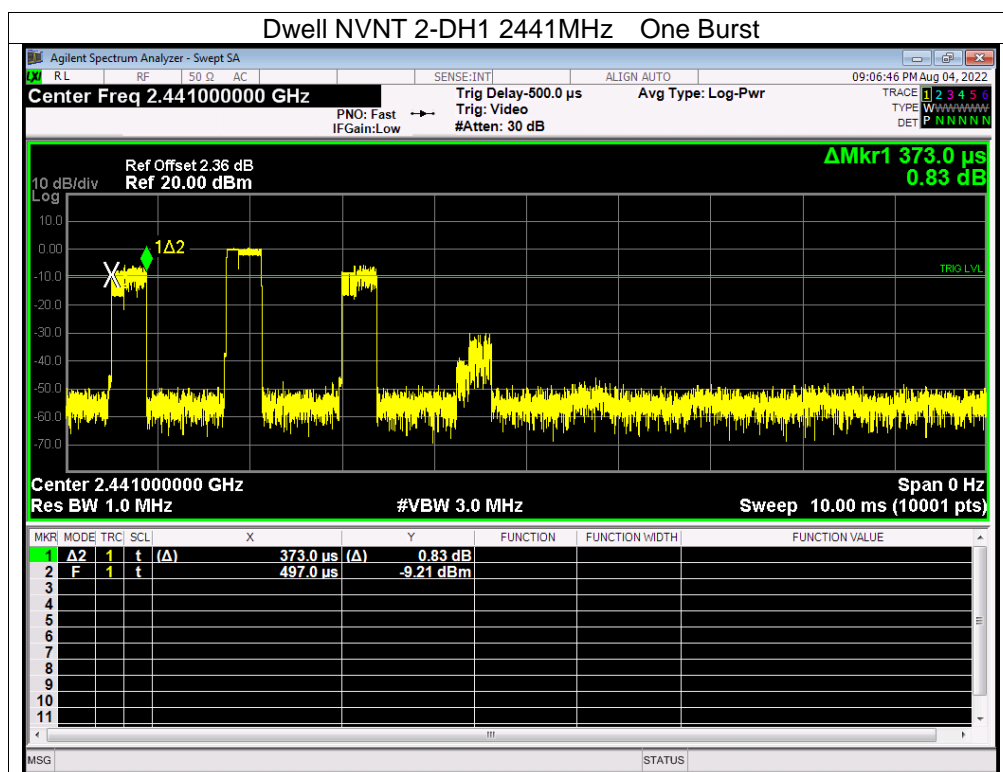 Dwell NVNT 2-DH1 2441MHz One Burst
Agilent Spectrum Analyzer - Swept SA
LXI RL RF 50 Ω AC SENSE:INT ALIGN AUTO 09:06:46 PM Aug 04, 2022
Center Freq 2.441000000 GHz
PNO: Fast
IFGain:Low
Trig Delay-500.0 µs
Trig: Video
#Atten: 30 dB
Avg Type: Log-Pwr
TRACE 1 2 3 4 5 6
TYPE WWWWWW
DET P N N N N N
ΔMkr1 373.0 µs
0.83 dB
Ref Offset 2.36 dB
10 dB/div Ref 20.00 dBm
Log
10.0
0.00
-10.0
-20.0
-30.0
-40.0
-50.0
-60.0
-70.0
1Δ2
TRIG LVL
Center 2.441000000 GHz Span 0 Hz
Res BW 1.0 MHz #VBW 3.0 MHz Sweep 10.00 ms (10001 pts)
MKR MODE TRC SCL X Y FUNCTION FUNCTION WIDTH FUNCTION VALUE
1 Δ2 1 t (Δ) 373.0 µs (Δ) 0.83 dB
2 F 1 t 497.0 µs -9.21 dBm
3
4
5
6
7
8
9
10
11
MSG STATUS